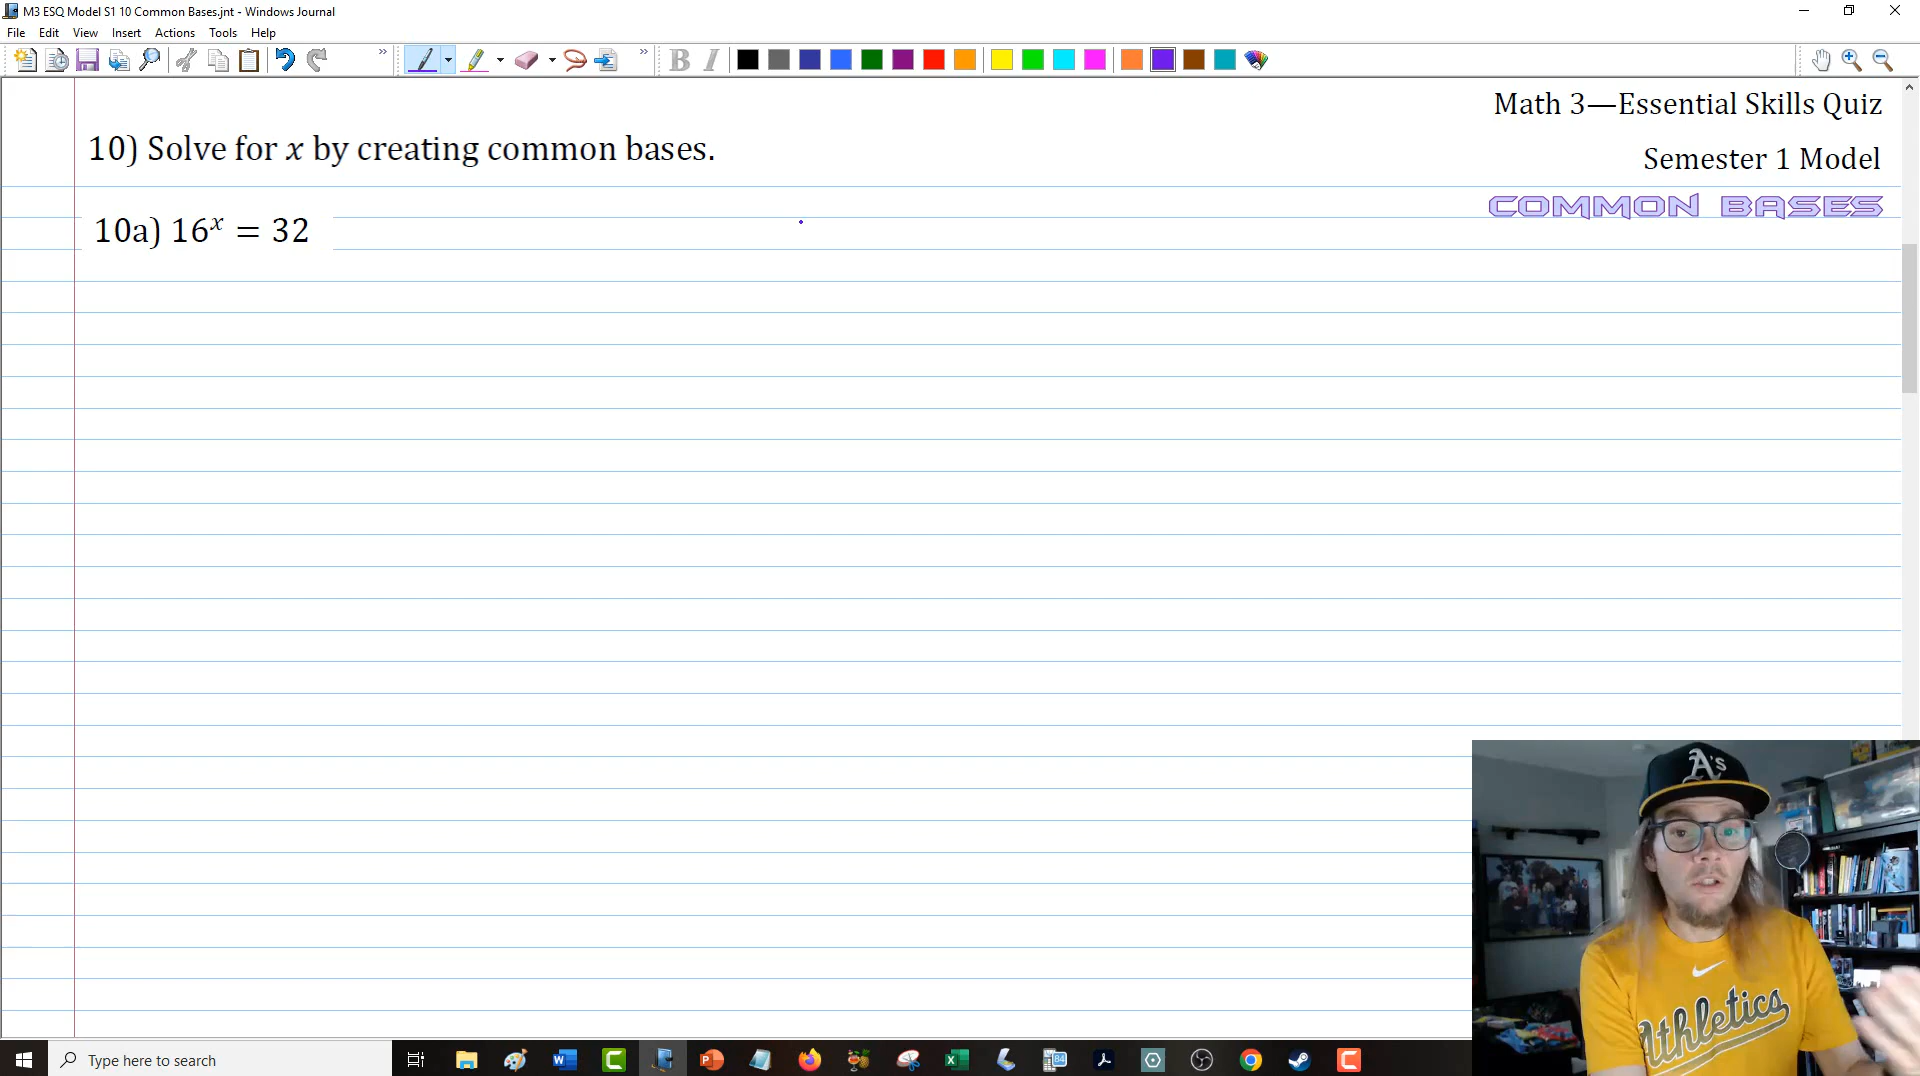 M3 ESQ Model S1 10 Common Bases.jnt - Windows Journal
File Edit View Insert Actions Tools Help
B I
Math 3—Essential Skills Quiz
10) Solve for x by creating common bases.
Semester 1 Model
COMMON BASES
10a) 16ˣ = 32
A's
Athletics
Type here to search